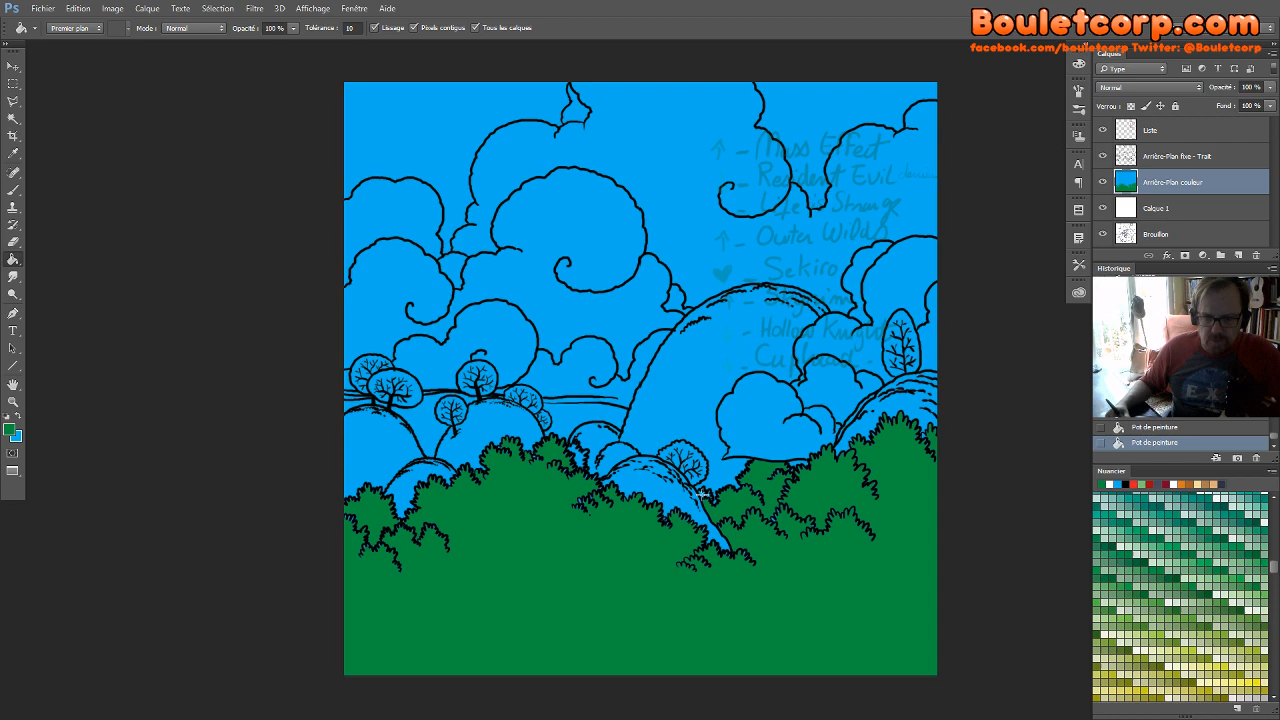 Ps Fichier Edition Image Calque Texte Sélection Filtre 3D Affichage Fenêtre Aide
Premier plan Mode : Normal Opacité : 100 % Tolérance : 10 Lissage Pixels contigus Tous les calques
Bouletcorp.com
facebook.com/bouletcorp Twitter: @Bouletcorp
Calques
Type
Normal Opacité : 100 %
Verrou : Fond : 100 %
Liste
Arrière-Plan fixe - Trait
Arrière-Plan couleur
Calque 1
Brouillon
fx
Historique
Pot de peinture
Pot de peinture
Nuancier
↑ - Mass Effect
- Resident Evil
- Life is Strange
↑ - Outer Wilds
♥ - Sekiro
- Hollow Knight
- Cuphead -